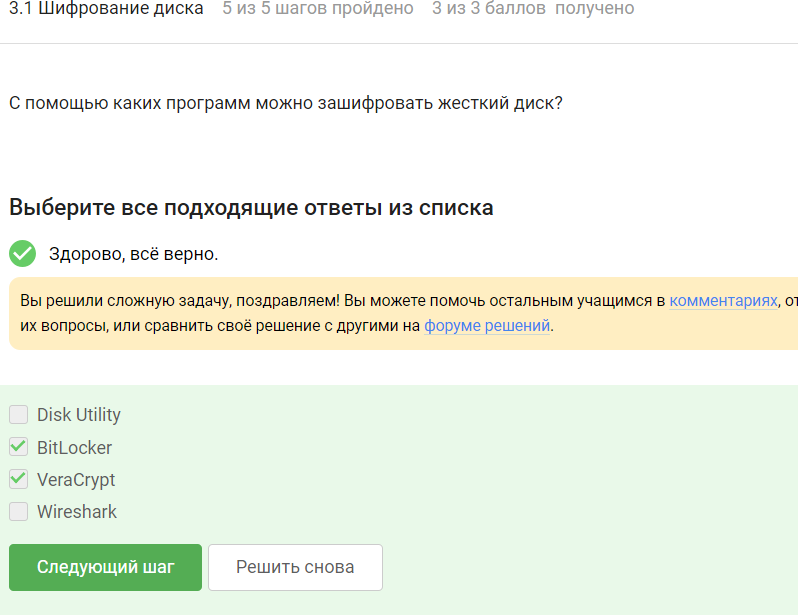 3.1 Шифрование диска 5 из 5 шагов пройдено 3 из 3 баллов получено
С помощью каких программ можно зашифровать жесткий диск?
Выберите все подходящие ответы из списка
Здорово, всё верно.
Вы решили сложную задачу, поздравляем! Вы можете помочь остальным учащимся в комментариях, от
их вопросы, или сравнить своё решение с другими на форуме решений.
Disk Utility
BitLocker
VeraCrypt
Wireshark
Следующий шаг Решить снова